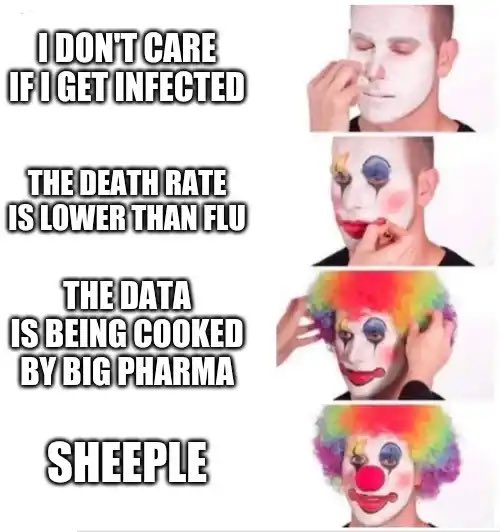 I DON'T CARE
IF I GET INFECTED
THE DEATH RATE
IS LOWER THAN FLU
THE DATA
IS BEING COOKED
BY BIG PHARMA
SHEEPLE